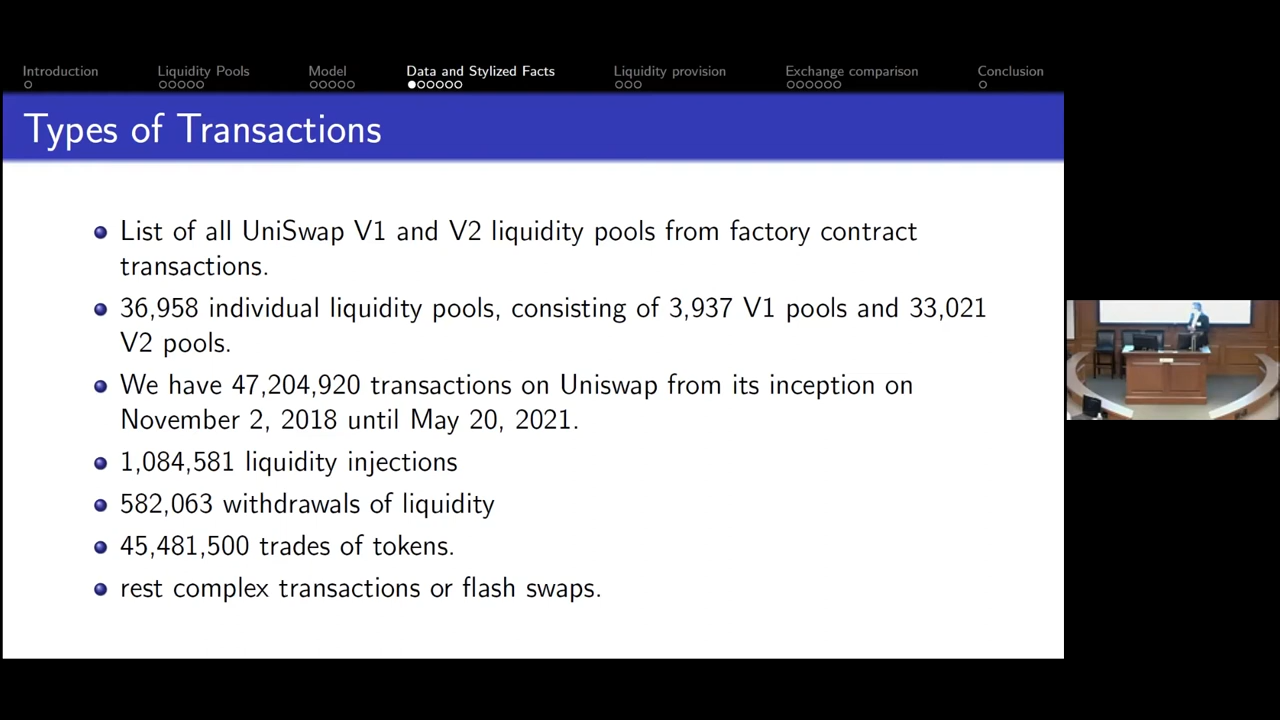 Introduction
Liquidity Pools
Model
Data and Stylized Facts
Liquidity provision
Exchange comparison
Conclusion
Types of Transactions
List of all UniSwap V1 and V2 liquidity pools from factory contract
transactions.
36,958 individual liquidity pools, consisting of 3,937 V1 pools and 33,021
V2 pools.
We have 47,204,920 transactions on Uniswap from its inception on
November 2, 2018 until May 20, 2021.
1,084,581 liquidity injections
582,063 withdrawals of liquidity
45,481,500 trades of tokens.
rest complex transactions or flash swaps.